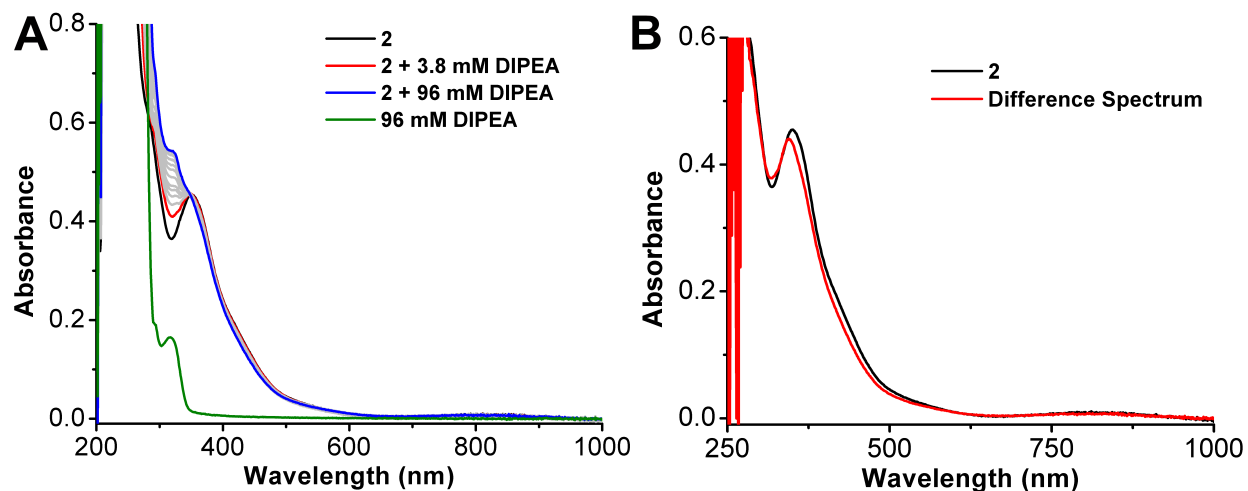 A
Absorbance
0.8
0.6
0.4
0.2
0.0
200
400
600
800
1000
Wavelength (nm)
2
2 + 3.8 mM DIPEA
2 + 96 mM DIPEA
96 mM DIPEA
B
Absorbance
0.6
0.4
0.2
0.0
250
500
750
1000
Wavelength (nm)
2
Difference Spectrum